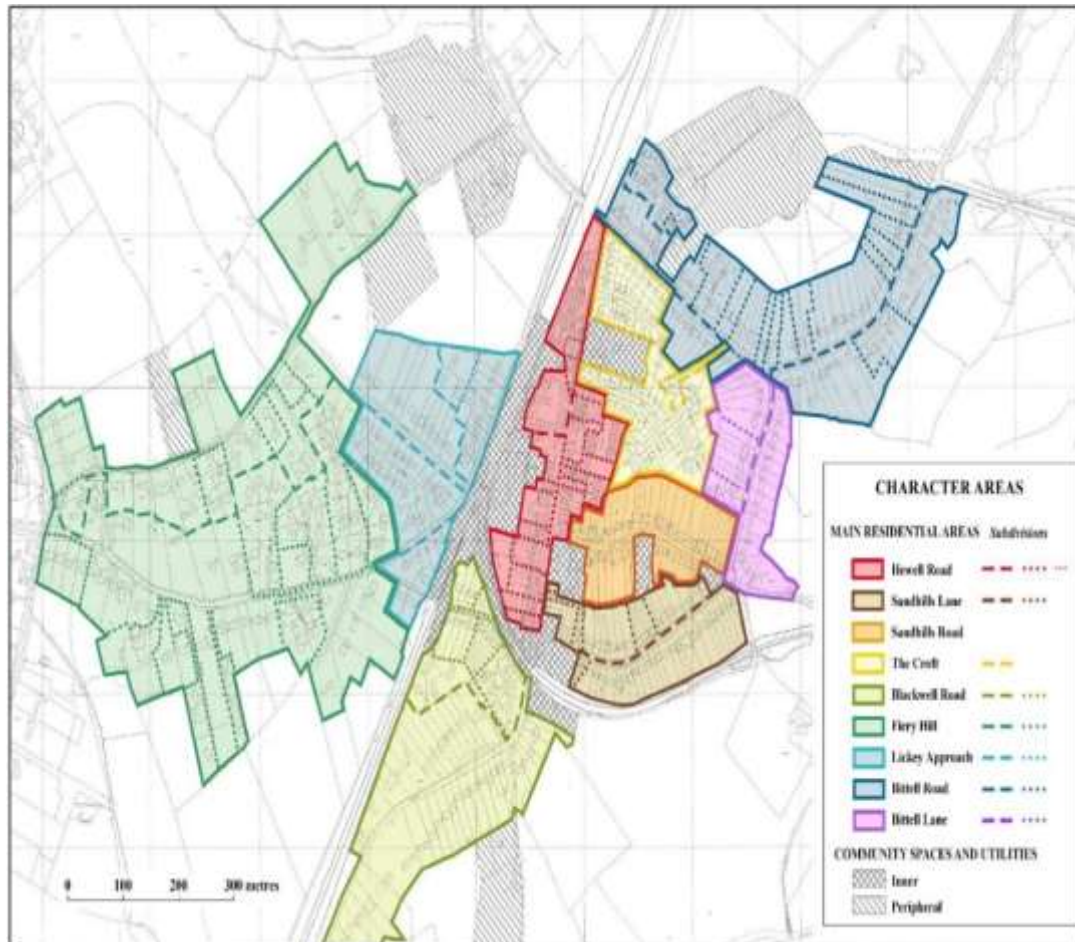 CHARACTER AREAS
MAIN RESIDENTIAL AREAS Subdivisions
Hewell Road
Sandhills Lane
Sandhills Road
The Croft
Blackwell Road
Fiery Hill
Lickey Approach
Bittell Road
Bittell Lane
COMMUNITY SPACES AND UTILITIES
Inner
Peripheral
0 100 200 300 metres